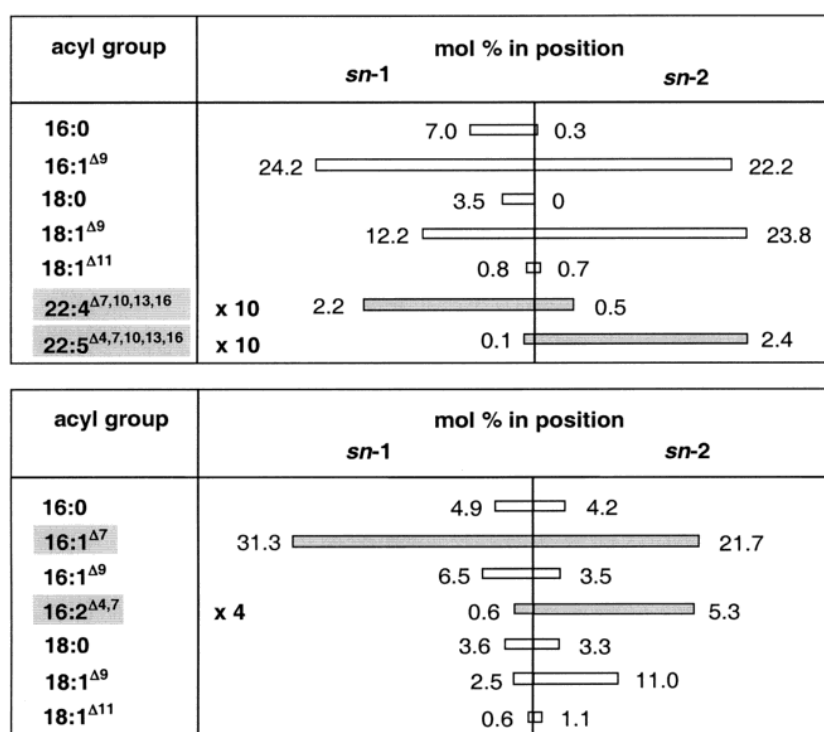 acyl group mol % in position
sn-1 sn-2
16:0 7.0 0.3
16:1Δ9 24.2 22.2
18:0 3.5 0
18:1Δ9 12.2 23.8
18:1Δ11 0.8 0.7
22:4Δ7,10,13,16 x 10 2.2 0.5
22:5Δ4,7,10,13,16 x 10 0.1 2.4
acyl group mol % in position
sn-1 sn-2
16:0 4.9 4.2
16:1Δ7 31.3 21.7
16:1Δ9 6.5 3.5
16:2Δ4,7 x 4 0.6 5.3
18:0 3.6 3.3
18:1Δ9 2.5 11.0
18:1Δ11 0.6 1.1